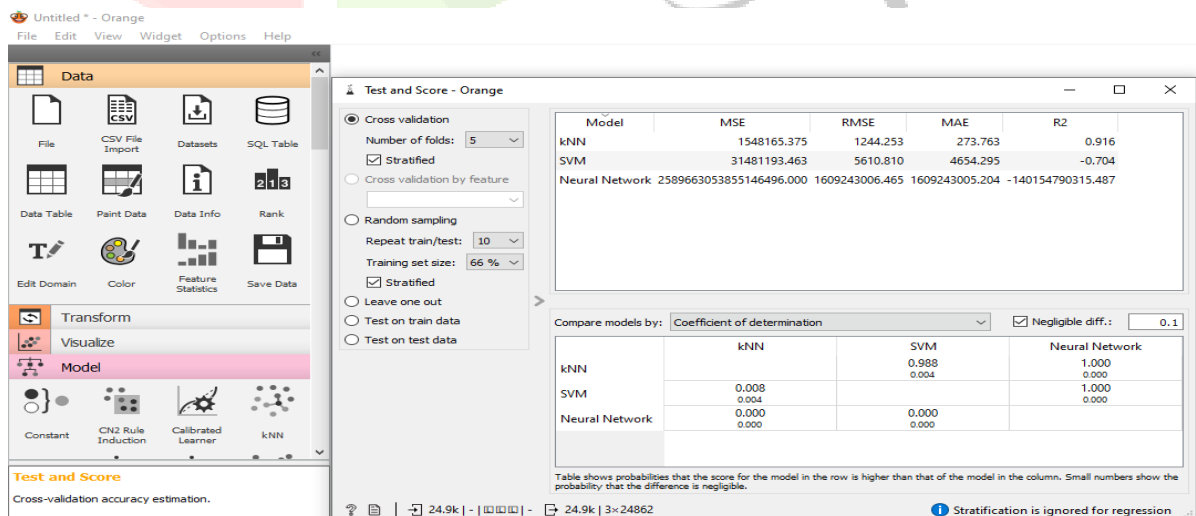 Untitled * - Orange
File Edit View Widget Options Help
Data
File
CSV File Import
Datasets
SQL Table
Data Table
Paint Data
Data Info
Rank
Edit Domain
Color
Feature Statistics
Save Data
Transform
Visualize
Model
Constant
CN2 Rule Induction
Calibrated Learner
kNN
Test and Score
Cross-validation accuracy estimation.
Test and Score - Orange
Cross validation
Number of folds: 5
Stratified
Cross validation by feature
Random sampling
Repeat train/test: 10
Training set size: 66 %
Stratified
Leave one out
Test on train data
Test on test data
Model MSE RMSE MAE R2
kNN 1548165.375 1244.253 273.763 0.916
SVM 31481193.463 5610.810 4654.295 -0.704
Neural Network 2589663053855146496.000 1609243006.465 1609243005.204 -140154790315.487
Compare models by: Coefficient of determination Negligible diff.: 0.1
kNN SVM Neural Network
kNN 0.988 1.000
0.004 0.000
SVM 0.008 1.000
0.004 0.000
Neural Network 0.000 0.000
0.000 0.000
Table shows probabilities that the score for the model in the row is higher than that of the model in the column. Small numbers show the
probability that the difference is negligible.
24.9k | - | - 24.9k | 3×24862
Stratification is ignored for regression